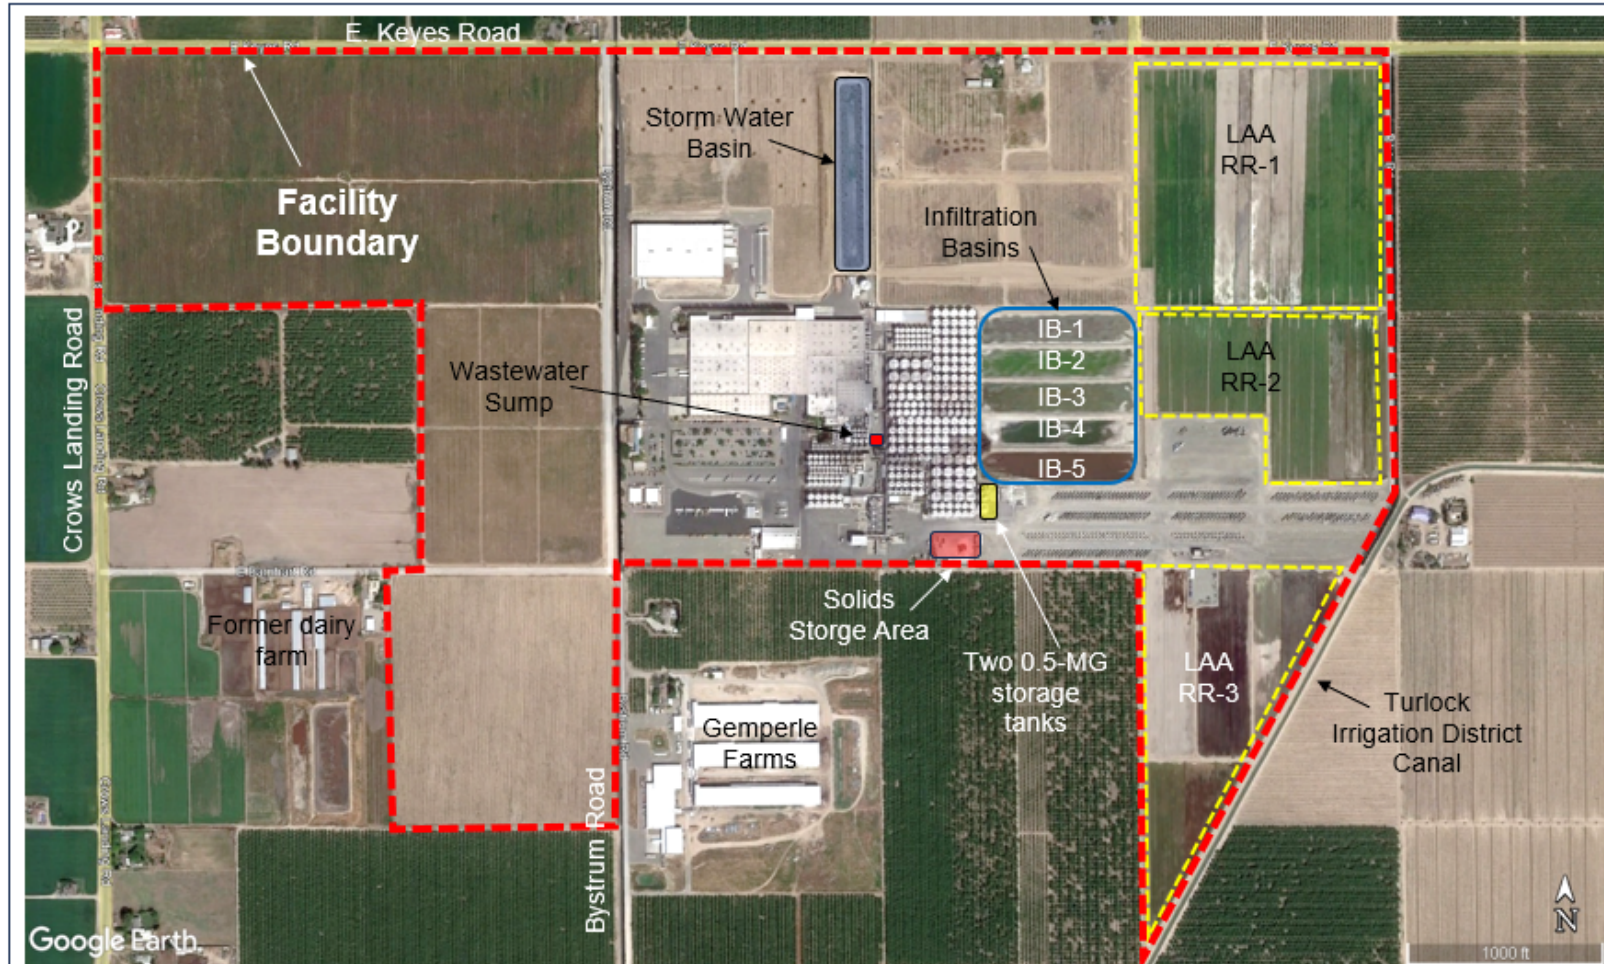 E. Keyes Road
Storm Water
Basin
LAA
RR-1
Facility
Boundary
Infiltration
Basins
IB-1
IB-2
IB-3
IB-4
IB-5
LAA
RR-2
Wastewater
Sump
Crows Landing Road
Solids
Storge Area
Former dairy
farm
Two 0.5-MG
storage
tanks
LAA
RR-3
Turlock
Irrigation District
Canal
Gemperle
Farms
Bystrum Road
Google Earth
N
1000 ft